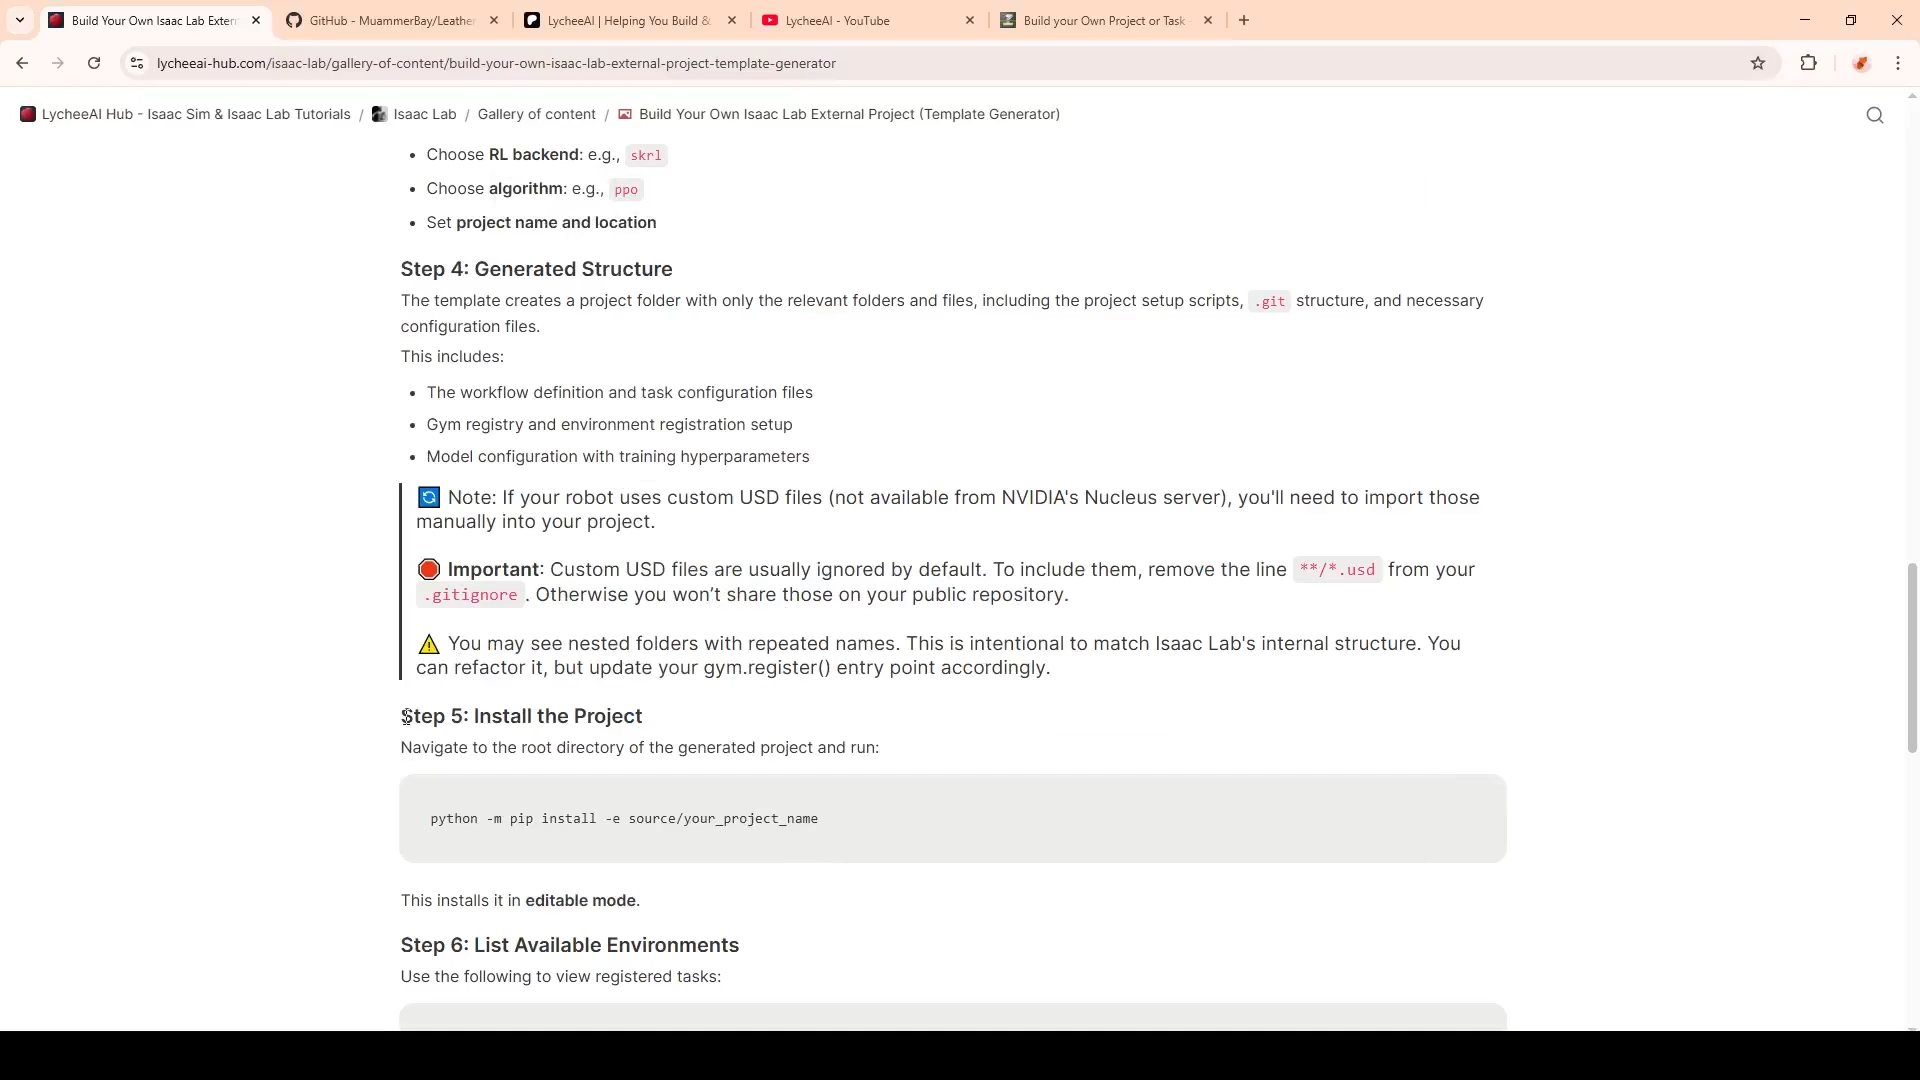 Build Your Own Isaac Lab Extern
GitHub - MuammerBay/Leather
LycheeAI | Helping You Build &
LycheeAI - YouTube
Build your Own Project or Task
lycheeai-hub.com/isaac-lab/gallery-of-content/build-your-own-isaac-lab-external-project-template-generator
LycheeAI Hub - Isaac Sim & Isaac Lab Tutorials / Isaac Lab / Gallery of content / Build Your Own Isaac Lab External Project (Template Generator)
• Choose RL backend: e.g., skrl
• Choose algorithm: e.g., ppo
• Set project name and location
Step 4: Generated Structure
The template creates a project folder with only the relevant folders and files, including the project setup scripts, .git structure, and necessary
configuration files.
This includes:
• The workflow definition and task configuration files
• Gym registry and environment registration setup
• Model configuration with training hyperparameters
🔄 Note: If your robot uses custom USD files (not available from NVIDIA's Nucleus server), you'll need to import those
manually into your project.
🛑 Important: Custom USD files are usually ignored by default. To include them, remove the line **/*.usd from your
.gitignore. Otherwise you won’t share those on your public repository.
⚠️ You may see nested folders with repeated names. This is intentional to match Isaac Lab's internal structure. You
can refactor it, but update your gym.register() entry point accordingly.
Step 5: Install the Project
Navigate to the root directory of the generated project and run:
python -m pip install -e source/your_project_name
This installs it in editable mode.
Step 6: List Available Environments
Use the following to view registered tasks: